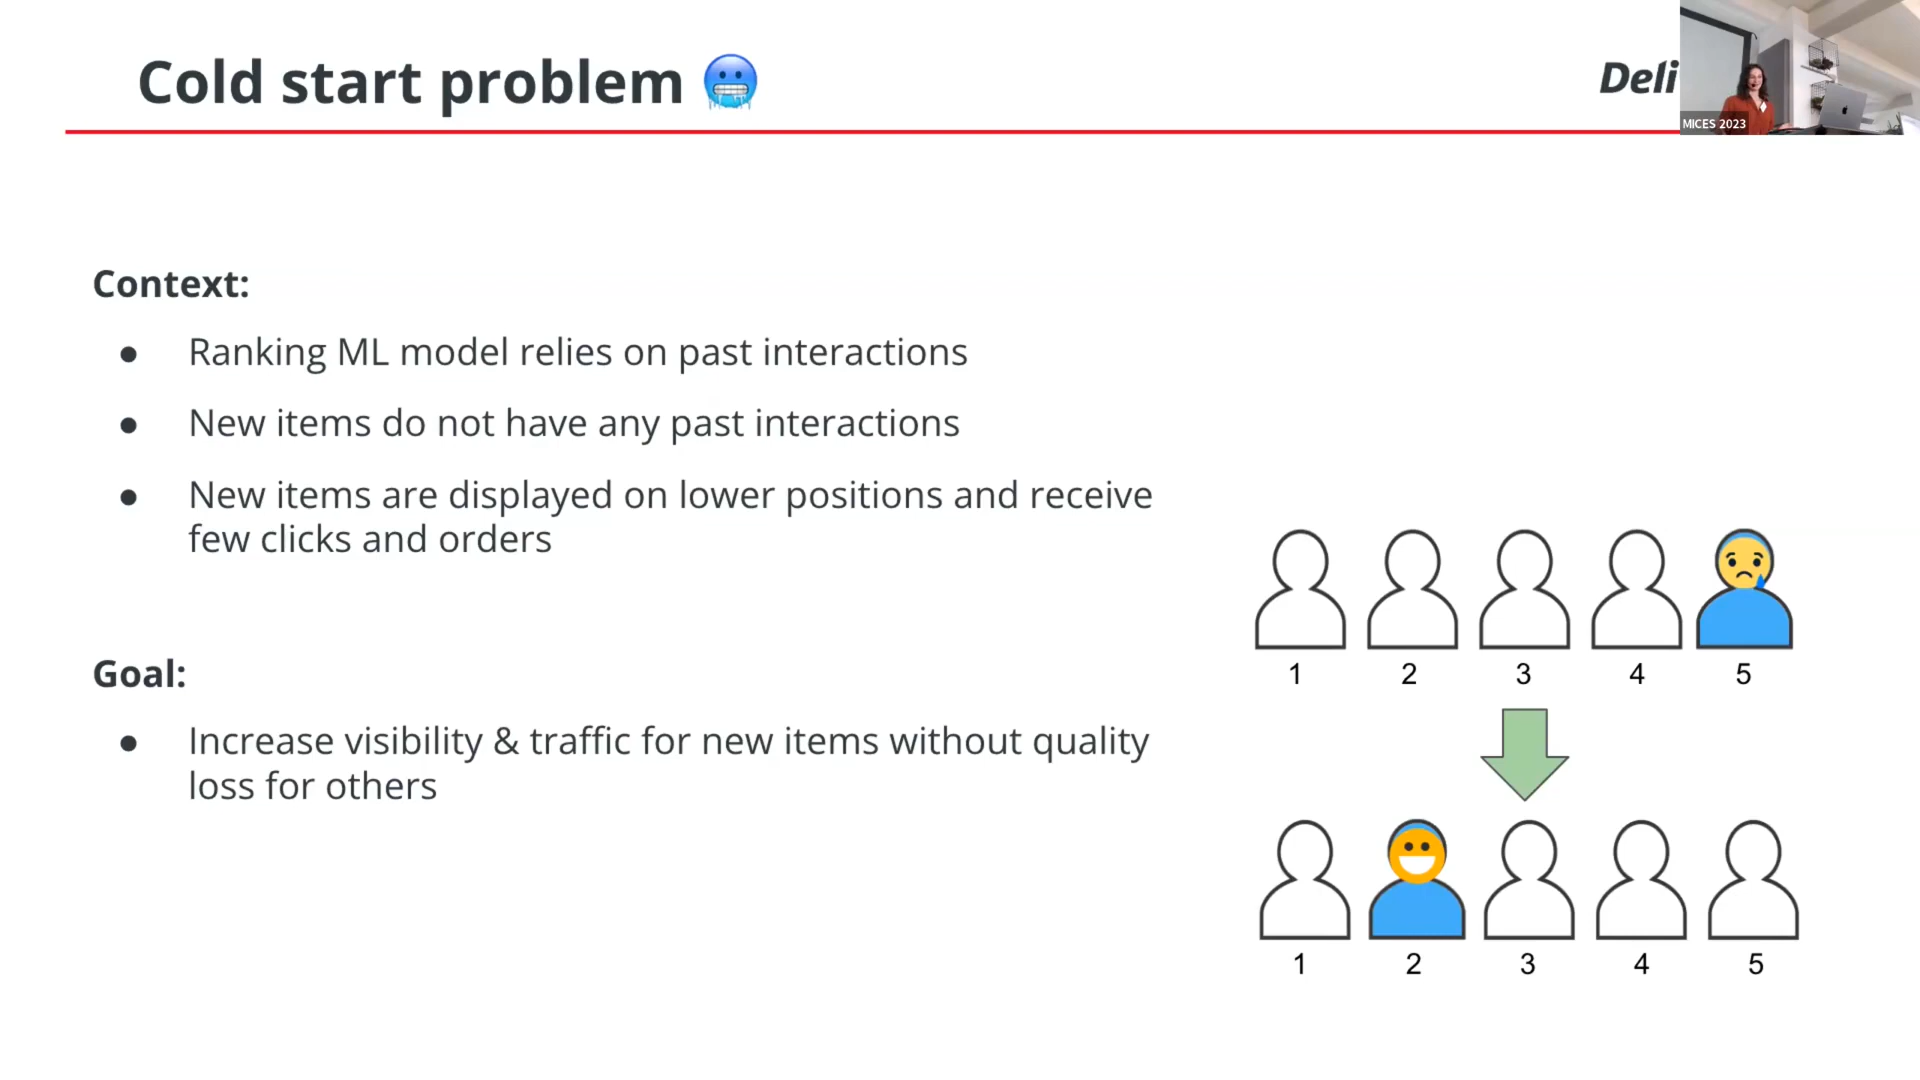 Cold start problem
Deli
MICES 2023
Context:
● Ranking ML model relies on past interactions
● New items do not have any past interactions
● New items are displayed on lower positions and receive
few clicks and orders
Goal:
● Increase visibility & traffic for new items without quality
loss for others
1 2 3 4 5
1 2 3 4 5